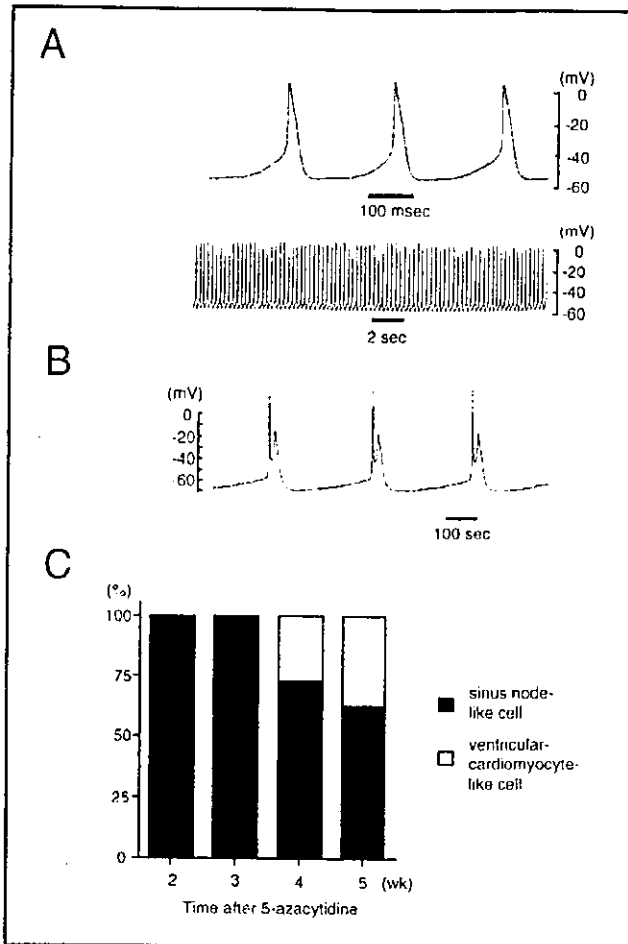 A
(mV)
0
-20
-40
-60
100 msec
(mV)
0
-20
-40
-60
2 sec
B
(mV)
0
-20
-40
-60
100 sec
C
(%)
100
75
50
25
0
2 3 4 5 (wk)
Time after 5-azacytidine
sinus node-
like cell
ventricular-
cardiomyocyte-
like cell